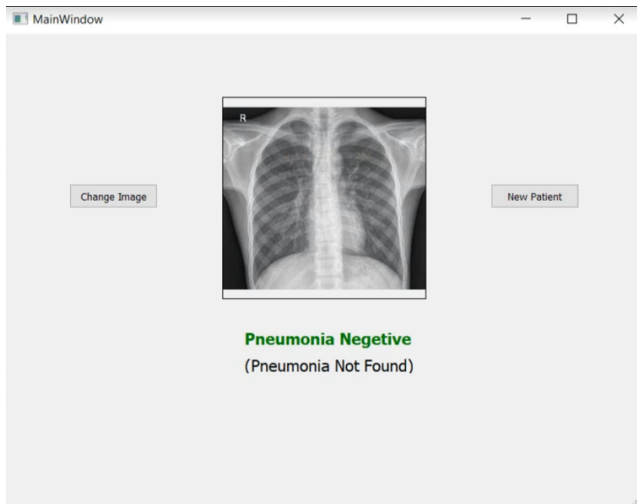 MainWindow
R
Change Image
New Patient
Pneumonia Negetive
(Pneumonia Not Found)